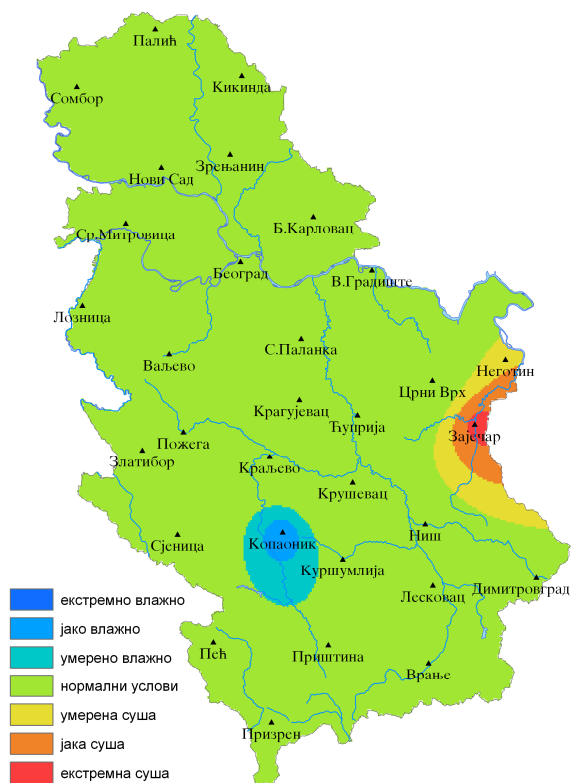 Палић
Кикинда
Сомбор
Зрењанин
Нови Сад
Б.Карловац
Ср.Митровица
Београд
В.Градиште
Лозница
С.Паланка
Ваљево
Неготин
Црни Врх
Крагујевац
Ћуприја
Зајечар
Пожега
Златибор
Краљево
Крушевац
Ниш
Сјеница
Копаоник
Куршумлија
Димитровград
Лесковац
Пећ
Приштина
Врање
Призрен
екстремно влажно
јако влажно
умерено влажно
нормални услови
умерена суша
јака суша
екстремна суша